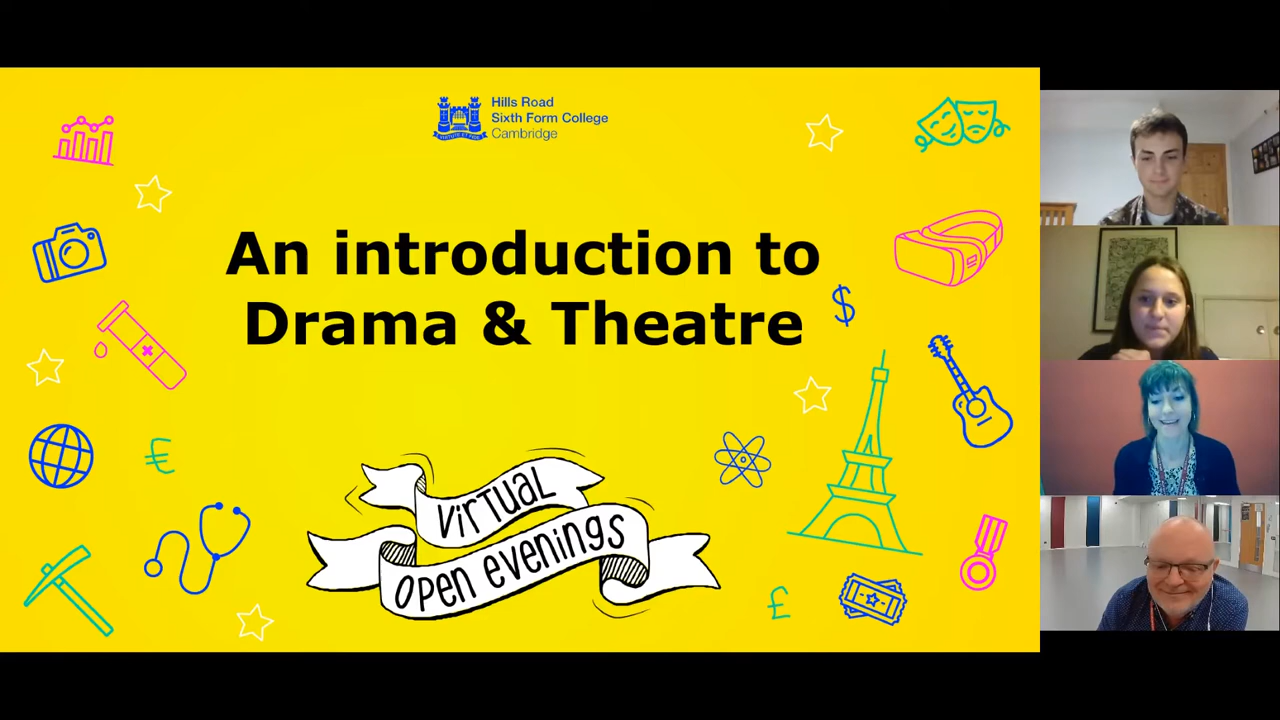 Hills Road
Sixth Form College
Cambridge
An introduction to
Drama & Theatre
$
€
virtual
open evenings
£